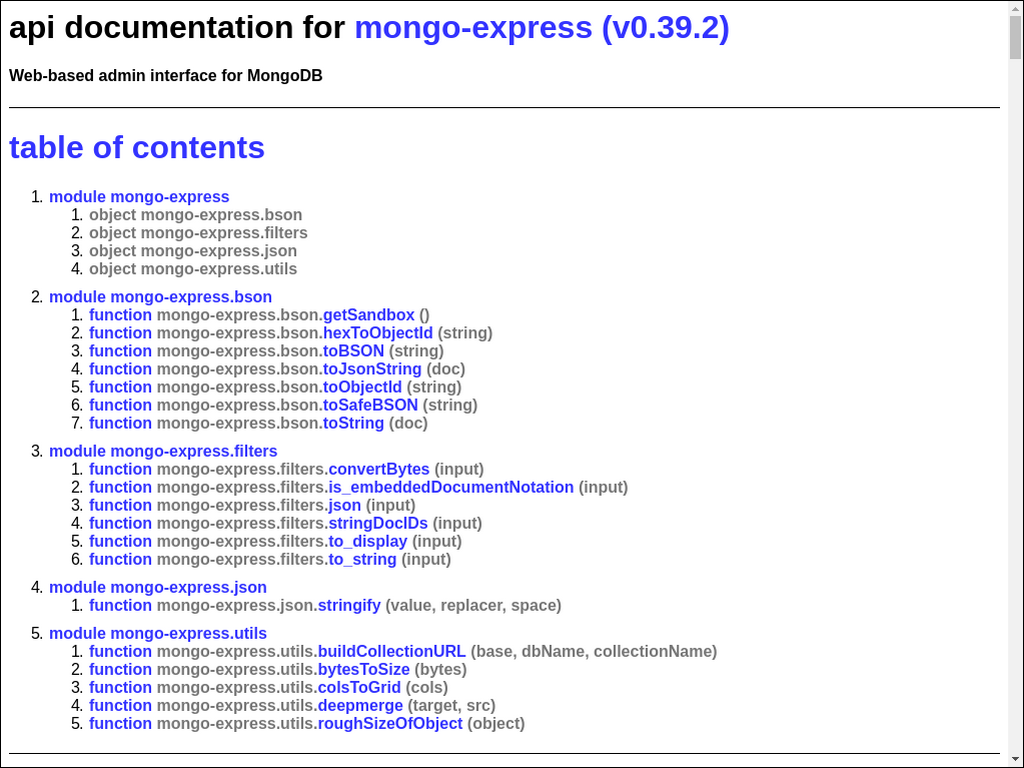 api documentation for mongo-express (v0.39.2)
Web-based admin interface for MongoDB
table of contents
1. module mongo-express
1. object mongo-express.bson
2. object mongo-express.filters
3. object mongo-express.json
4. object mongo-express.utils
2. module mongo-express.bson
1. function mongo-express.bson.getSandbox ()
2. function mongo-express.bson.hexToObjectId (string)
3. function mongo-express.bson.toBSON (string)
4. function mongo-express.bson.toJsonString (doc)
5. function mongo-express.bson.toObjectId (string)
6. function mongo-express.bson.toSafeBSON (string)
7. function mongo-express.bson.toString (doc)
3. module mongo-express.filters
1. function mongo-express.filters.convertBytes (input)
2. function mongo-express.filters.is_embeddedDocumentNotation (input)
3. function mongo-express.filters.json (input)
4. function mongo-express.filters.stringDocIDs (input)
5. function mongo-express.filters.to_display (input)
6. function mongo-express.filters.to_string (input)
4. module mongo-express.json
1. function mongo-express.json.stringify (value, replacer, space)
5. module mongo-express.utils
1. function mongo-express.utils.buildCollectionURL (base, dbName, collectionName)
2. function mongo-express.utils.bytesToSize (bytes)
3. function mongo-express.utils.colsToGrid (cols)
4. function mongo-express.utils.deepmerge (target, src)
5. function mongo-express.utils.roughSizeOfObject (object)